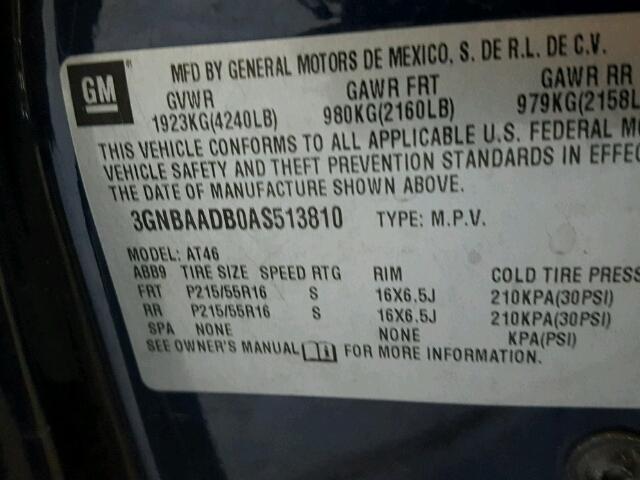 GM
MFD BY GENERAL MOTORS DE MEXICO, S. DE R.L. DE C.V.
GVWR GAWR FRT GAWR RR
1923KG(4240LB) 980KG(2160LB) 979KG(2158L
THIS VEHICLE CONFORMS TO ALL APPLICABLE U.S. FEDERAL MO
VEHICLE SAFETY AND THEFT PREVENTION STANDARDS IN EFFEC
THE DATE OF MANUFACTURE SHOWN ABOVE.
3GNBAADB0AS513810 TYPE: M.P.V.
MODEL: AT46
ABB9 TIRE SIZE SPEED RTG RIM COLD TIRE PRESS
FRT P215/55R16 S 16X6.5J 210KPA(30PSI)
RR P215/55R16 S 16X6.5J 210KPA(30PSI)
SPA NONE NONE KPA(PSI)
SEE OWNER'S MANUAL FOR MORE INFORMATION.